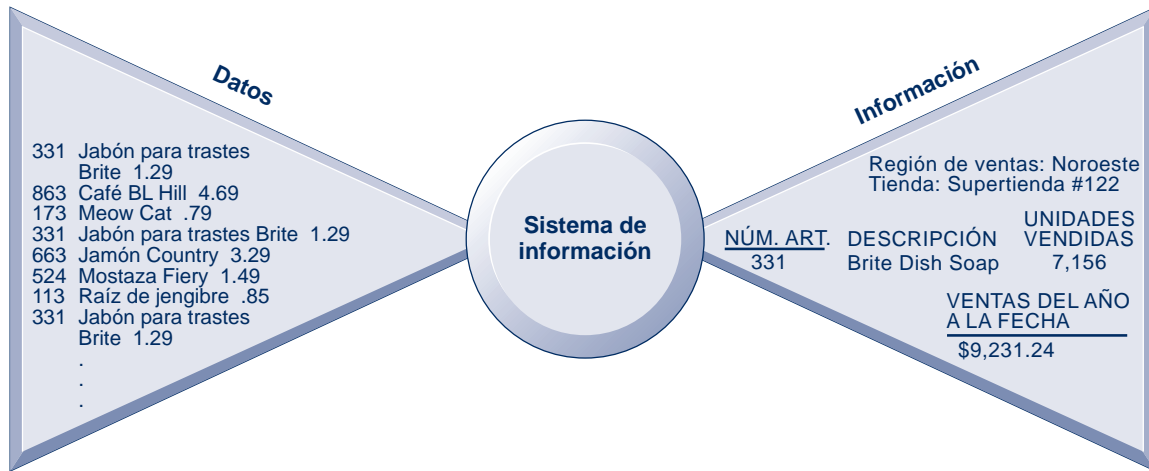 Datos
331 Jabón para trastes
Brite 1.29
863 Café BL Hill 4.69
173 Meow Cat .79
331 Jabón para trastes Brite 1.29
663 Jamón Country 3.29
524 Mostaza Fiery 1.49
113 Raíz de jengibre .85
331 Jabón para trastes
Brite 1.29
.
.
.
Sistema de
información
Información
Región de ventas: Noroeste
Tienda: Supertienda #122
UNIDADES
NÚM. ART. DESCRIPCIÓN VENDIDAS
331 Brite Dish Soap 7,156
VENTAS DEL AÑO
A LA FECHA
$9,231.24